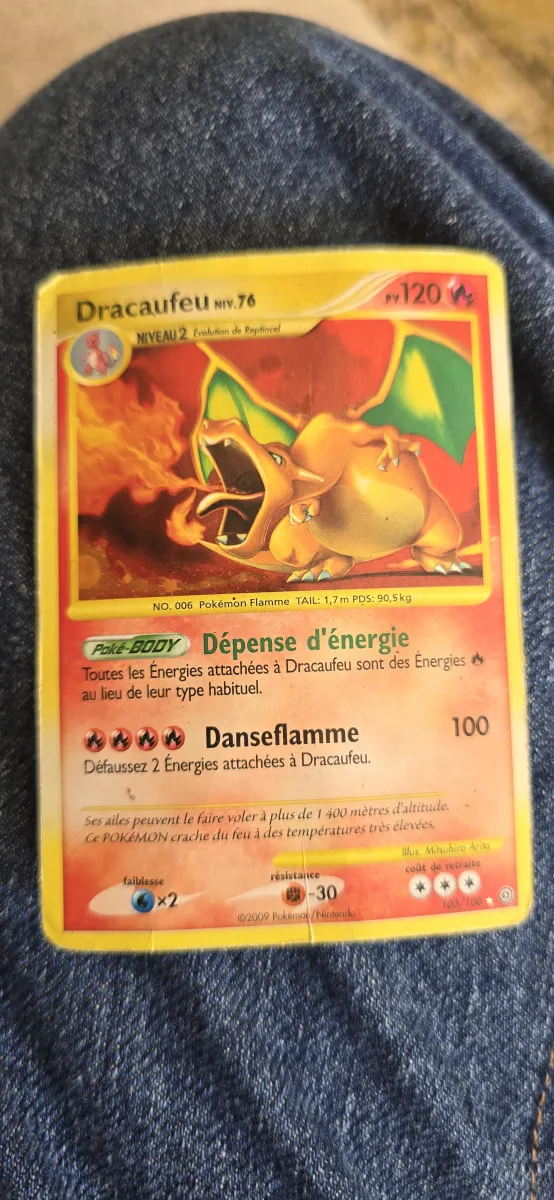 Dracaufeu NIV.76
PV 120
NIVEAU 2 Évolution de Reptincel
NO. 006 Pokémon Flamme TAIL: 1,7 m PDS: 90,5 kg
Poké-BODY Dépense d'énergie
Toutes les Énergies attachées à Dracaufeu sont des Énergies
au lieu de leur type habituel.
Danseflamme 100
Défaussez 2 Énergies attachées à Dracaufeu.
Ses ailes peuvent le faire voler à plus de 1 400 mètres d'altitude.
Ce POKÉMON crache du feu à des températures très élevées.
Illus. Mitsuhiro Arita
faiblesse résistance coût de retraite
×2 -30
©2009 Pokémon/Nintendo
103/100